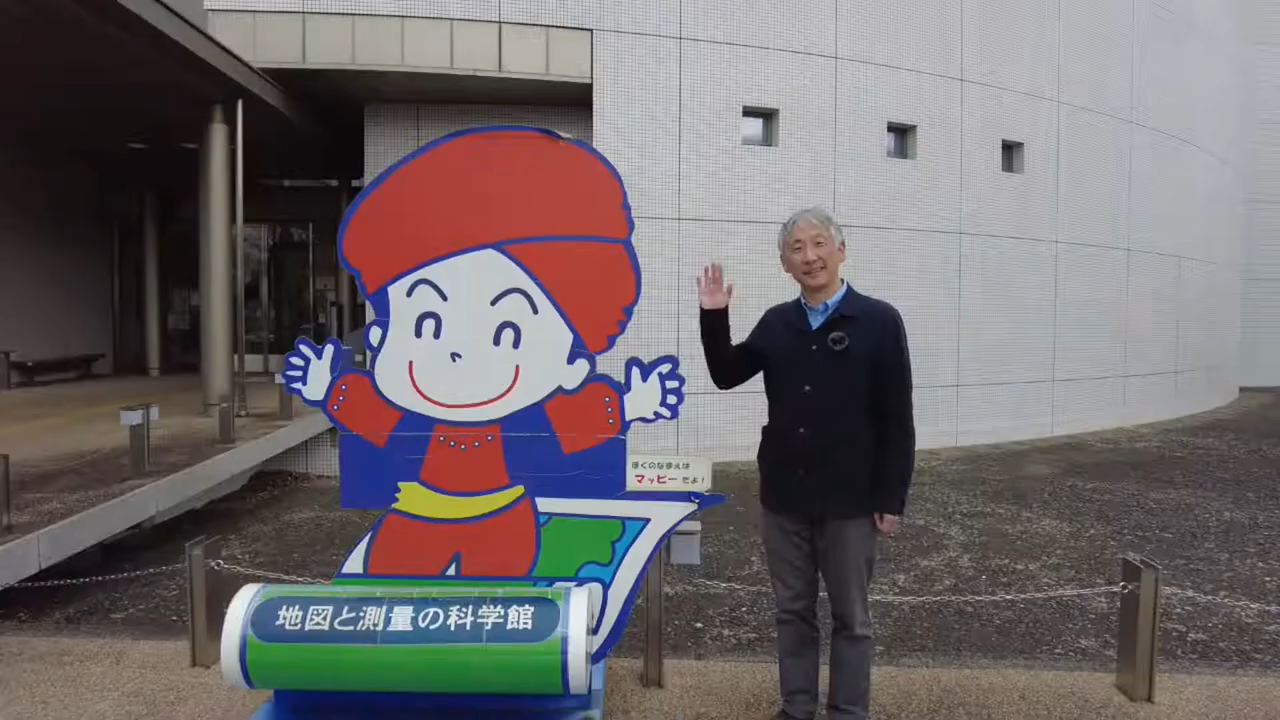 ぼくのなまえは
マッピーだよ！
地図と測量の科学館